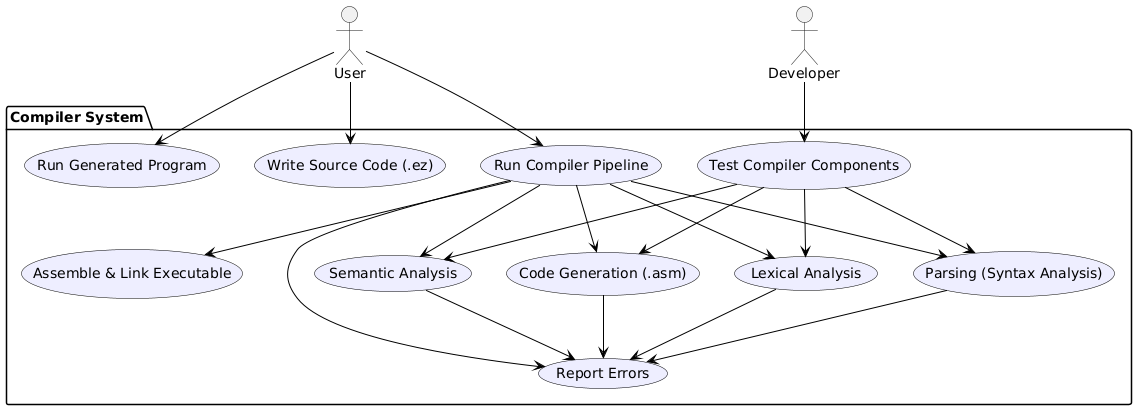 User
Developer
Compiler System
Run Generated Program
Write Source Code (.ez)
Run Compiler Pipeline
Test Compiler Components
Assemble & Link Executable
Semantic Analysis
Code Generation (.asm)
Lexical Analysis
Parsing (Syntax Analysis)
Report Errors